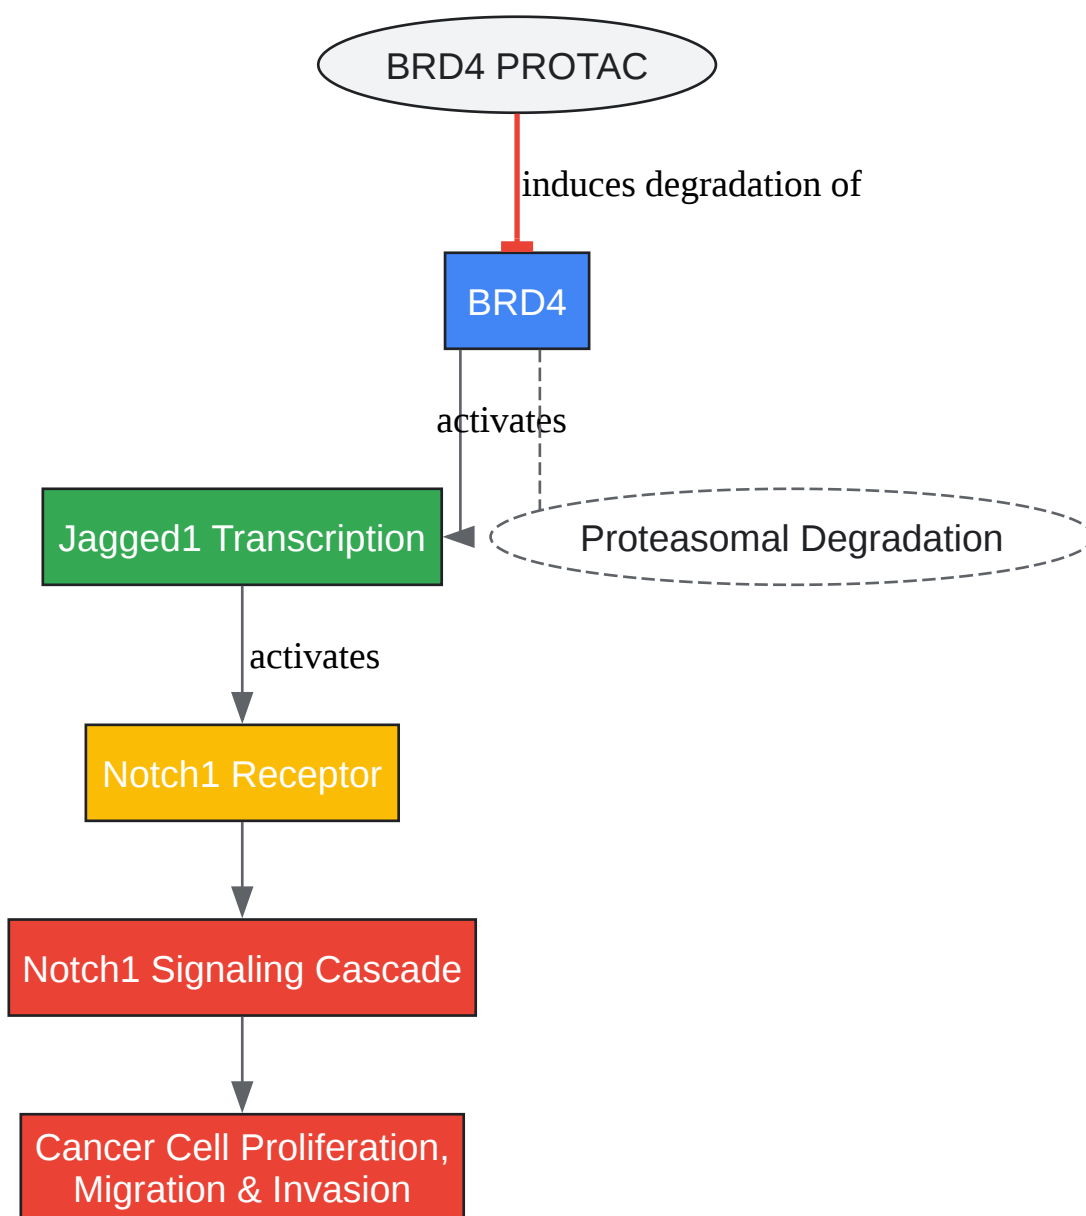 BRD4 PROTAC
induces degradation of
BRD4
activates
Jagged1 Transcription
Proteasomal Degradation
activates
Notch1 Receptor
Notch1 Signaling Cascade
Cancer Cell Proliferation,
Migration & Invasion